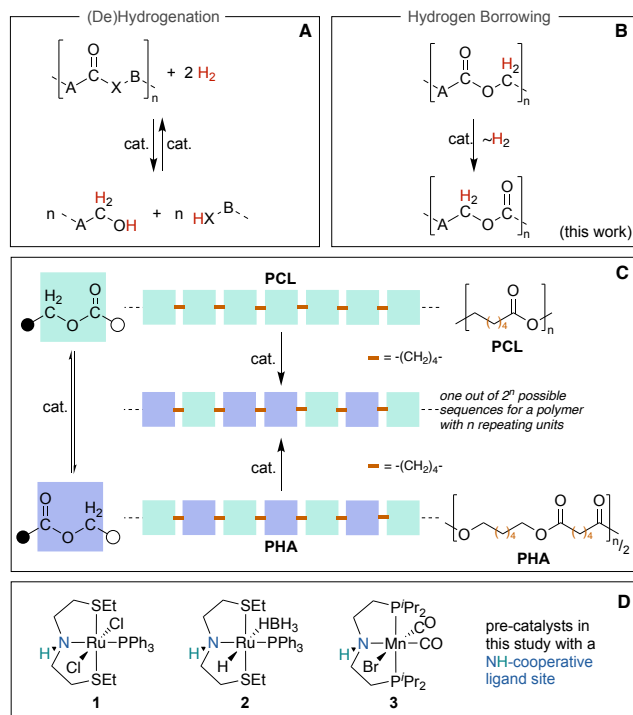 (De)Hydrogenation
A
O
A C X B n + 2 H2
cat. cat.
n A H2 C OH + n HX B
Hydrogen Borrowing
B
O H2
A C O C n
cat. ~H2
H2 O
A C O C n
(this work)
C
H2 O
C O C
cat.
O H2
C O C
PCL
cat.
= -(CH2)4-
one out of 2^n possible
sequences for a polymer
with n repeating units
cat.
= -(CH2)4-
PHA
O
( )4 O n
PCL
O O
O ( )4 O ( )4 n/2
PHA
D
SEt
Cl
N Ru PPh3
H Cl
SEt
1
SEt
HBH3
N Ru PPh3
H H
SEt
2
P^iPr2
CO
N Mn CO
H Br
P^iPr2
3
pre-catalysts in
this study with a
NH-cooperative
ligand site